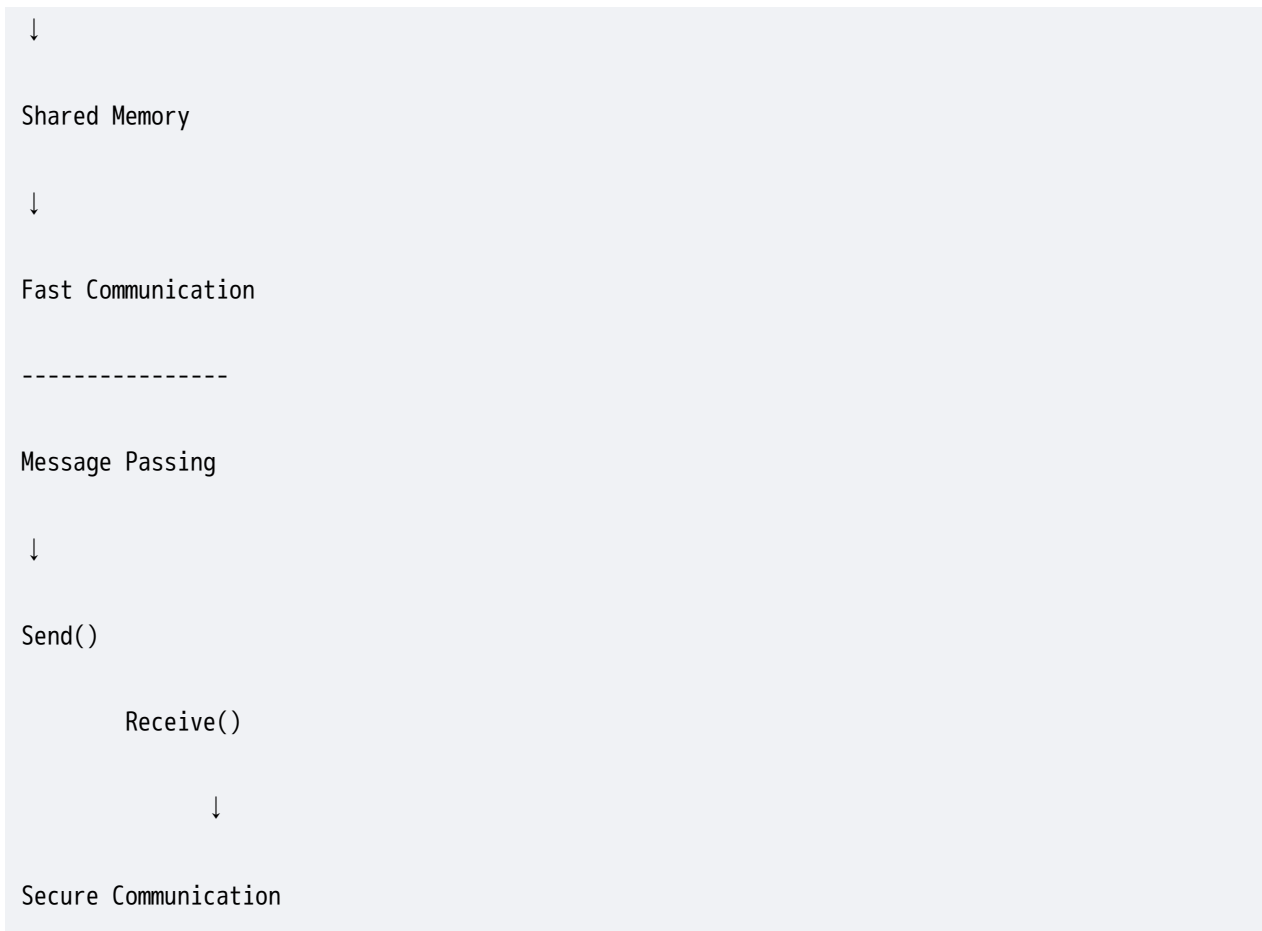 ↓
Shared Memory
↓
Fast Communication
----------------
Message Passing
↓
Send()
Receive()
↓
Secure Communication